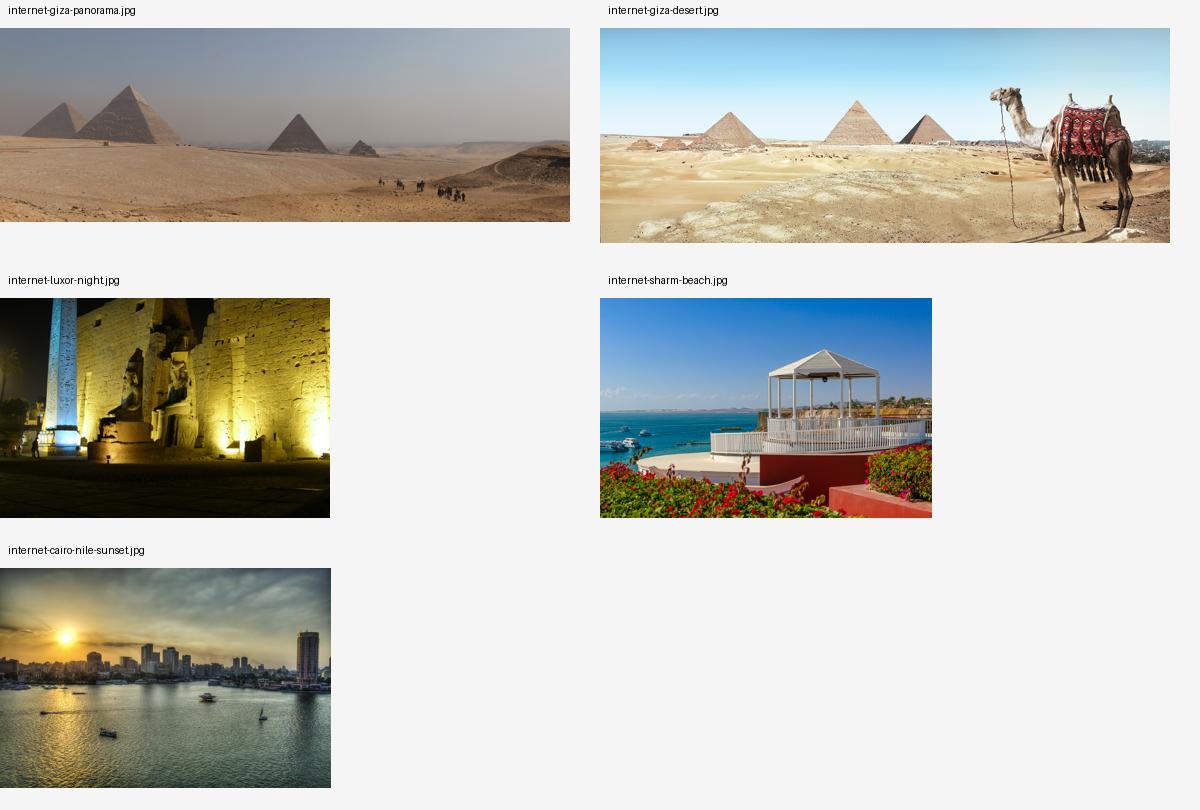 internet-giza-panorama.jpg
internet-giza-desert.jpg
internet-luxor-night.jpg
internet-sharm-beach.jpg
internet-cairo-nile-sunset.jpg